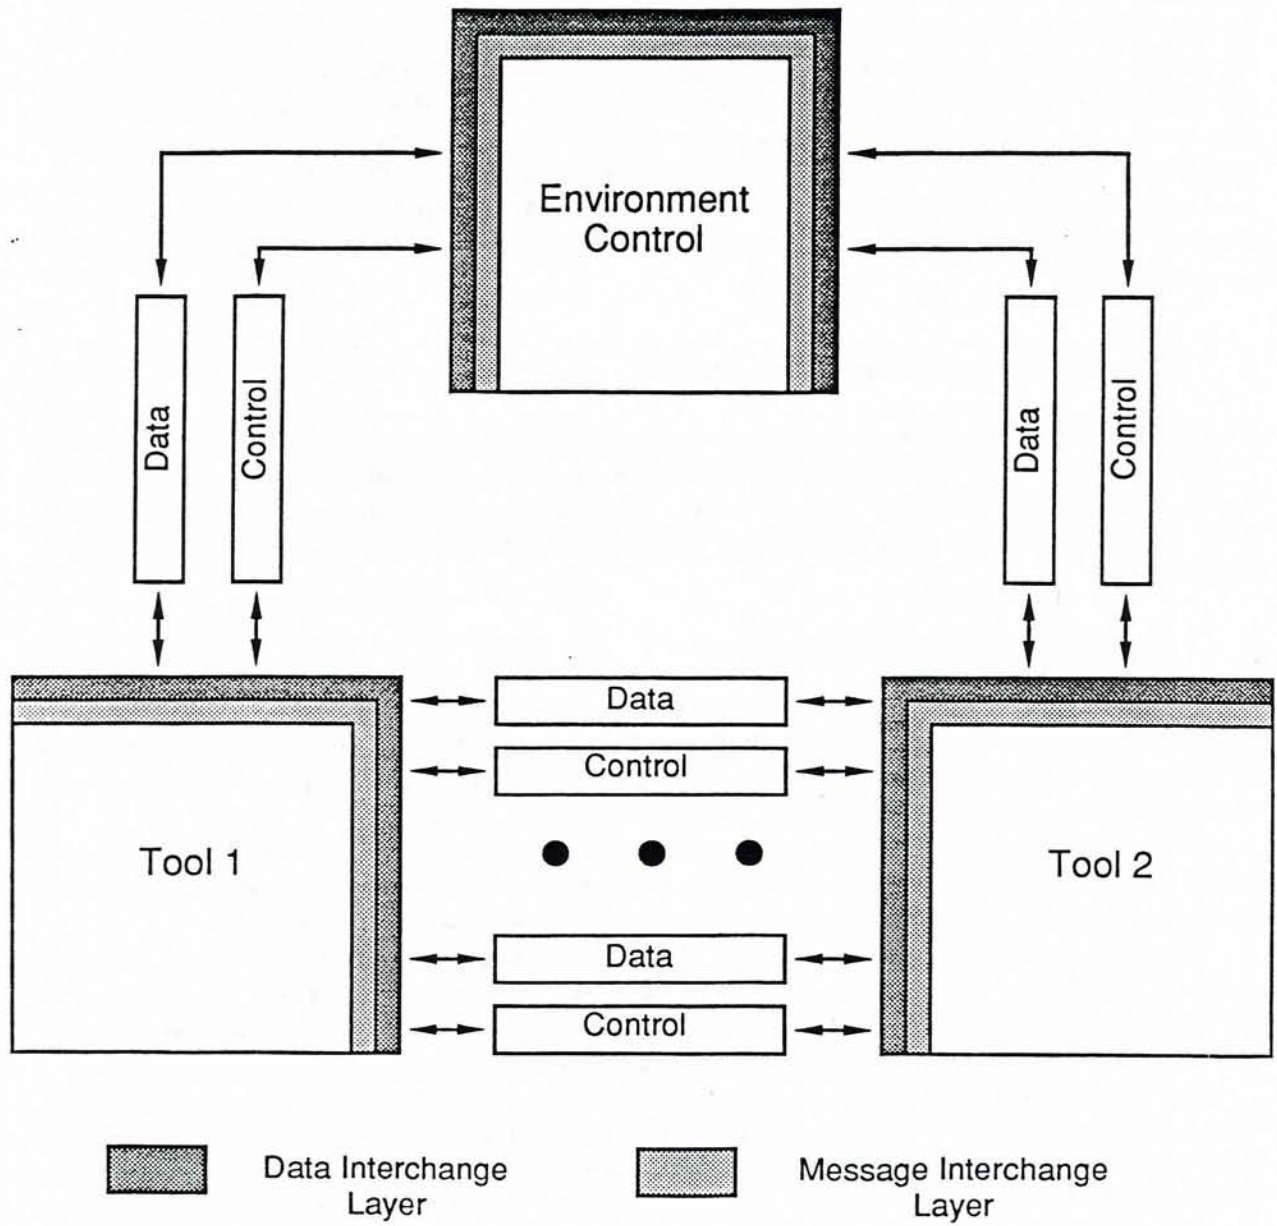 Environment
Control
Data
Control
Data
Control
Data
Control
Tool 1
Tool 2
Data
Control
Data Interchange
Layer
Message Interchange
Layer